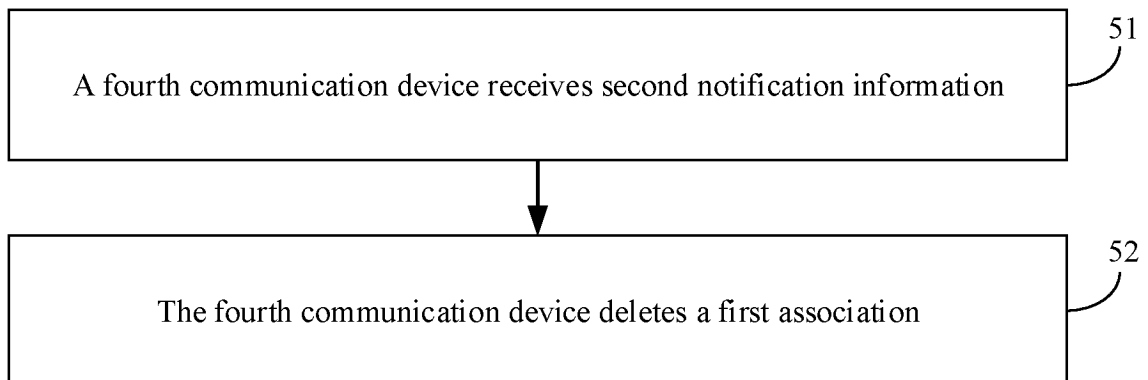 51
A fourth communication device receives second notification information
52
The fourth communication device deletes a first association